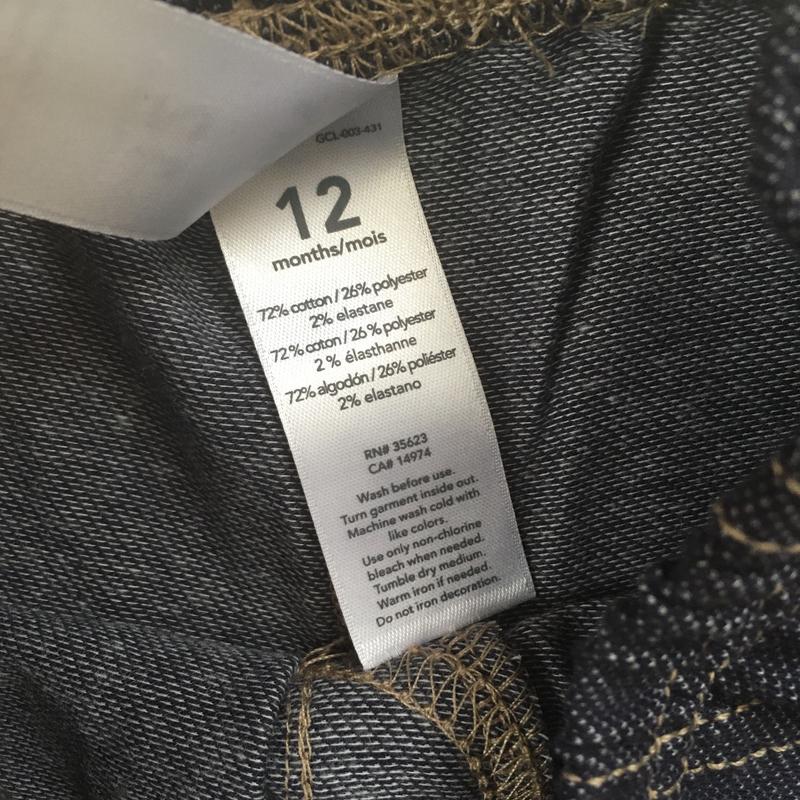 GCL-003-431
12
months/mois
72% cotton / 26% polyester
2% elastane
72% coton / 26% polyester
2% élasthanne
72% algodón / 26% poliéster
2% elastano
RN# 35623
CA# 14974
Wash before use.
Turn garment inside out.
Machine wash cold with
like colors.
Use only non-chlorine
bleach when needed.
Tumble dry medium.
Warm iron if needed.
Do not iron decoration.